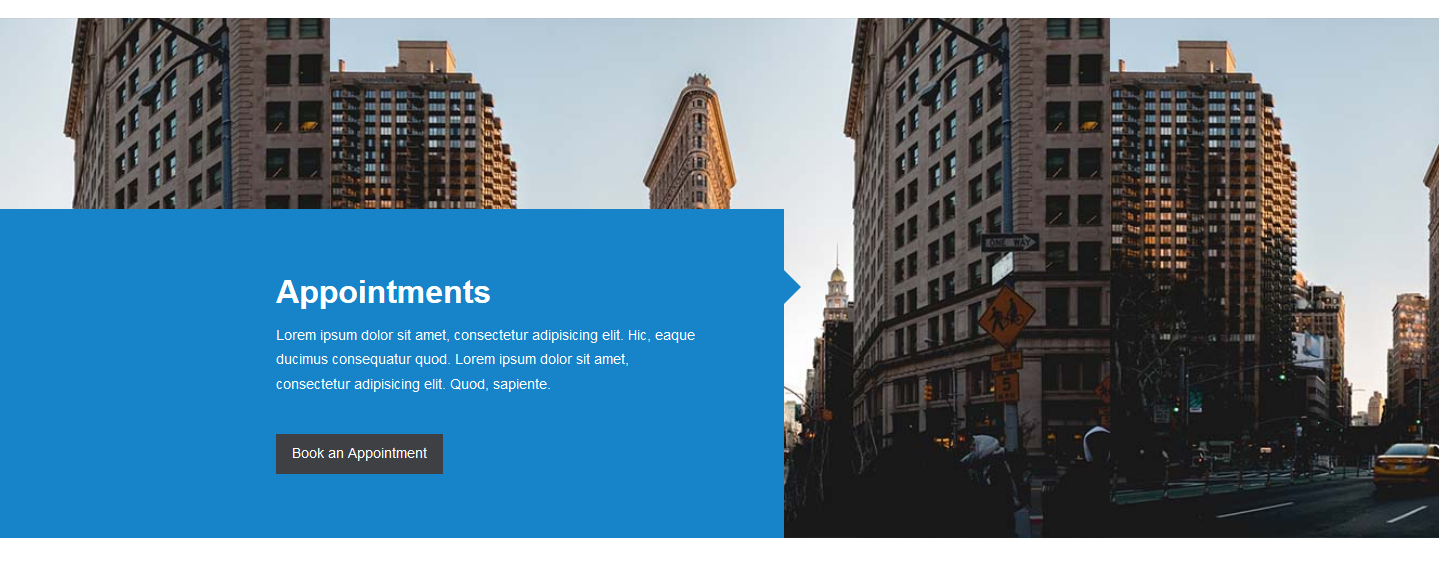 Appointments
Lorem ipsum dolor sit amet, consectetur adipisicing elit. Hic, eaque
ducimus consequatur quod. Lorem ipsum dolor sit amet,
consectetur adipisicing elit. Quod, sapiente.
Book an Appointment
ONE WAY
5